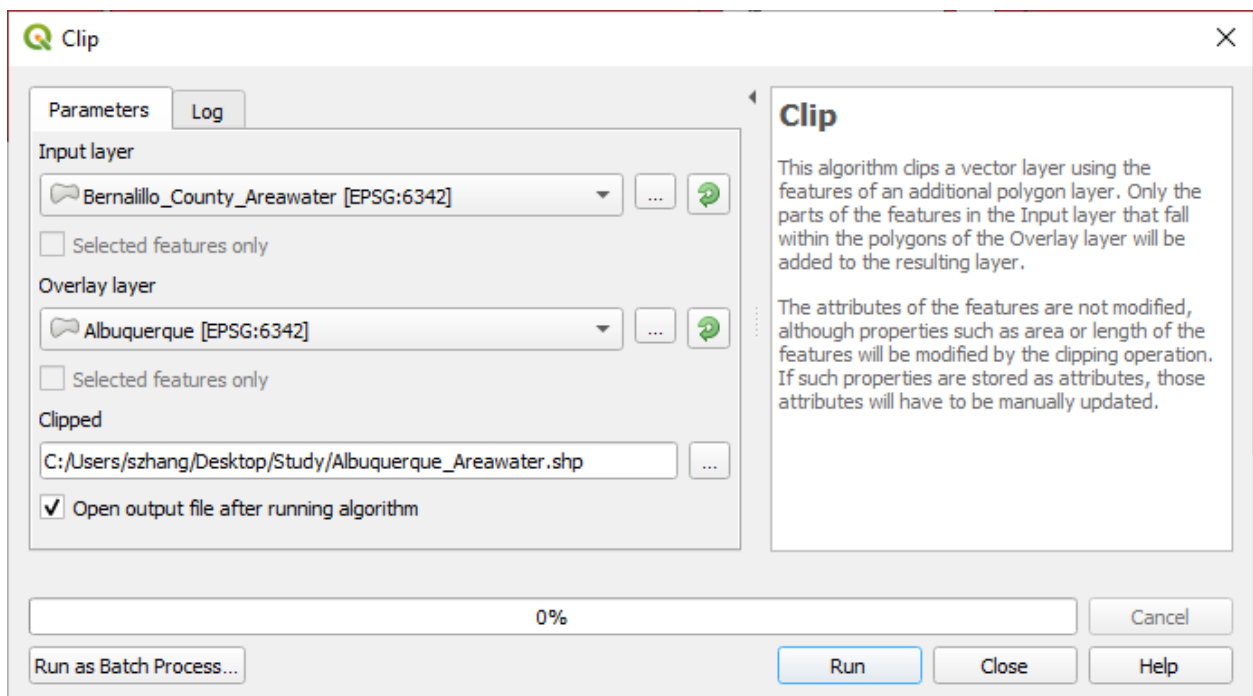 Clip
Parameters
Log
Input layer
Bernalillo_County_Areawater [EPSG:6342]
...
Selected features only
Overlay layer
Albuquerque [EPSG:6342]
...
Selected features only
Clipped
C:/Users/szhang/Desktop/Study/Albuquerque_Areawater.shp
...
Open output file after running algorithm
Clip
This algorithm clips a vector layer using the
features of an additional polygon layer. Only the
parts of the features in the Input layer that fall
within the polygons of the Overlay layer will be
added to the resulting layer.
The attributes of the features are not modified,
although properties such as area or length of the
features will be modified by the clipping operation.
If such properties are stored as attributes, those
attributes will have to be manually updated.
0%
Cancel
Run as Batch Process...
Run
Close
Help